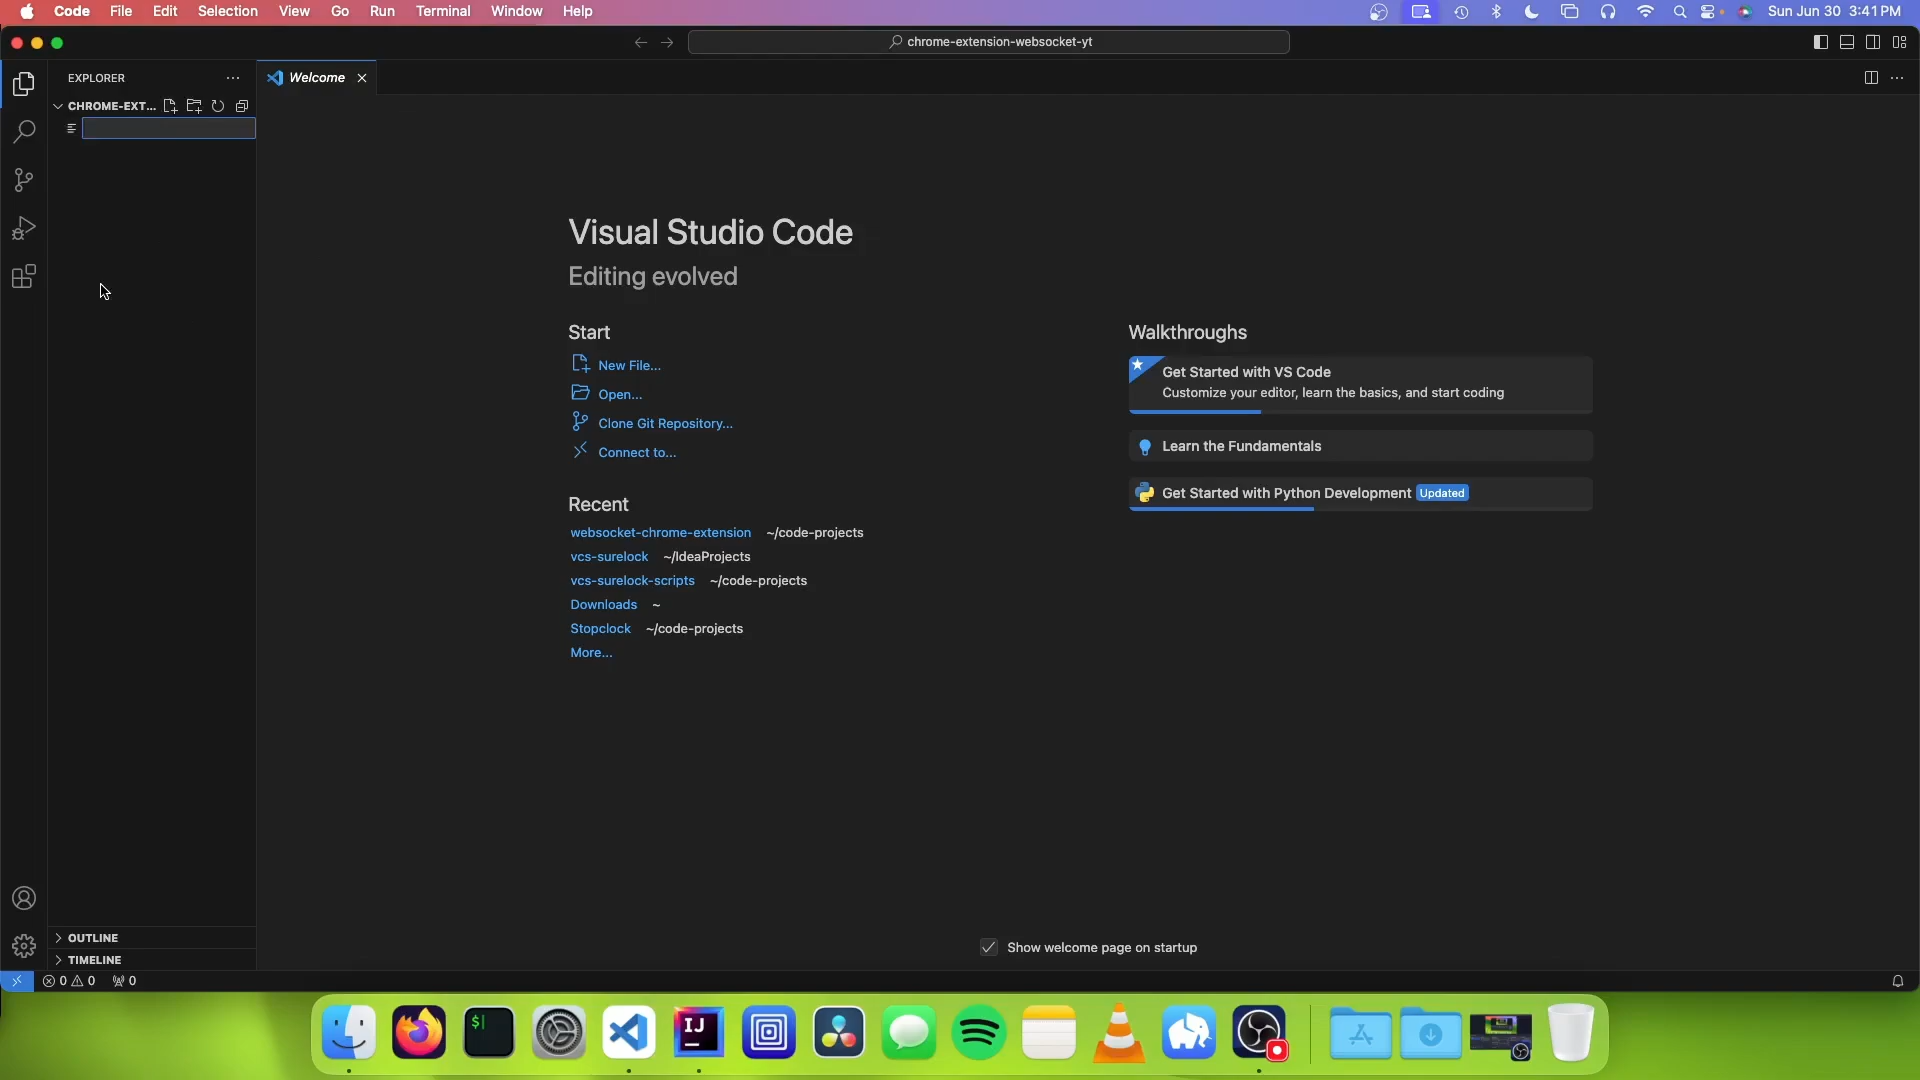 Code File Edit Selection View Go Run Terminal Window Help
Sun Jun 30 3:41 PM
chrome-extension-websocket-yt
EXPLORER
Welcome
CHROME-EXT...
Visual Studio Code
Editing evolved
Start
New File...
Open...
Clone Git Repository...
Connect to...
Recent
websocket-chrome-extension ~/code-projects
vcs-surelock ~/IdeaProjects
vcs-surelock-scripts ~/code-projects
Downloads ~
Stopclock ~/code-projects
More...
Walkthroughs
Get Started with VS Code
Customize your editor, learn the basics, and start coding
Learn the Fundamentals
Get Started with Python Development Updated
Show welcome page on startup
OUTLINE
TIMELINE
0 0 0
$
IJ